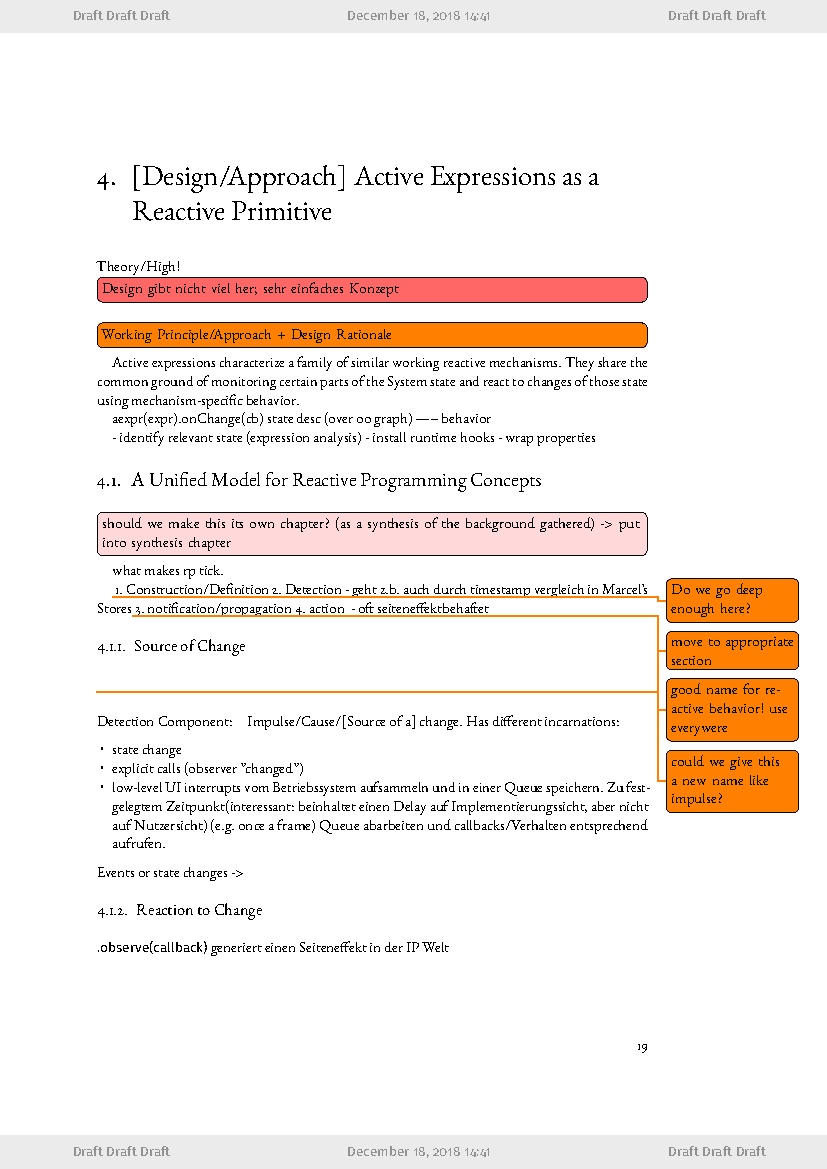 Draft Draft Draft December 18, 2018 14:41 Draft Draft Draft
4. [Design/Approach] Active Expressions as a
Reactive Primitive
Theory/High!
Design gibt nicht viel her; sehr einfaches Konzept
Working Principle/Approach + Design Rationale
Active expressions characterize a family of similar working reactive mechanisms. They share the
common ground of monitoring certain parts of the System state and react to changes of those state
using mechanism-specific behavior.
aexpr(expr).onChange(cb) state desc (over oo graph) —– behavior
- identify relevant state (expression analysis) - install runtime hooks - wrap properties
4.1. A Unified Model for Reactive Programming Concepts
should we make this its own chapter? (as a synthesis of the background gathered) -> put
into synthesis chapter
what makes rp tick.
1. Construction/Definition 2. Detection - geht z.b. auch durch timestamp vergleich in Marcel's
Stores 3. notification/propagation 4. action - oft seiteneffektbehaftet
Do we go deep
enough here?
move to appropriate
section
good name for re-
active behavior! use
everywere
could we give this
a new name like
impulse?
4.1.1. Source of Change
Detection Component: Impulse/Cause/[Source of a] change. Has different incarnations:
• state change
• explicit calls (observer "changed")
• low-level UI interrupts vom Betriebssystem aufsammeln und in einer Queue speichern. Zu fest-
gelegtem Zeitpunkt(interessant: beinhaltet einen Delay auf Implementierungssicht, aber nicht
auf Nutzersicht) (e.g. once a frame) Queue abarbeiten und callbacks/Verhalten entsprechend
aufrufen.
Events or state changes ->
4.1.2. Reaction to Change
.observe(callback) generiert einen Seiteneffekt in der IP Welt
19
Draft Draft Draft December 18, 2018 14:41 Draft Draft Draft